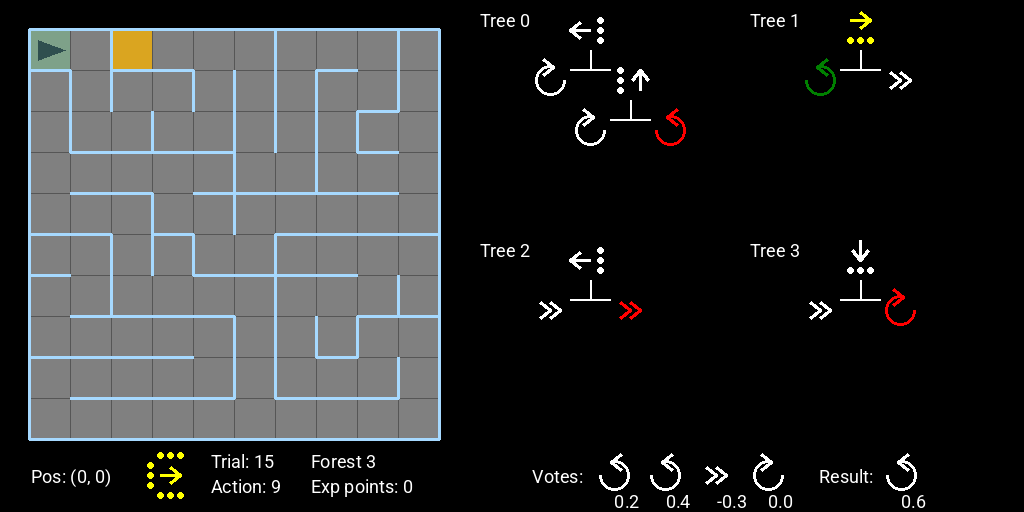 Tree 0
Tree 1
Tree 2
Tree 3
Pos: (0, 0)
Trial: 15
Forest 3
Action: 9
Exp points: 0
Votes:
0.2
0.4
-0.3
0.0
Result:
0.6